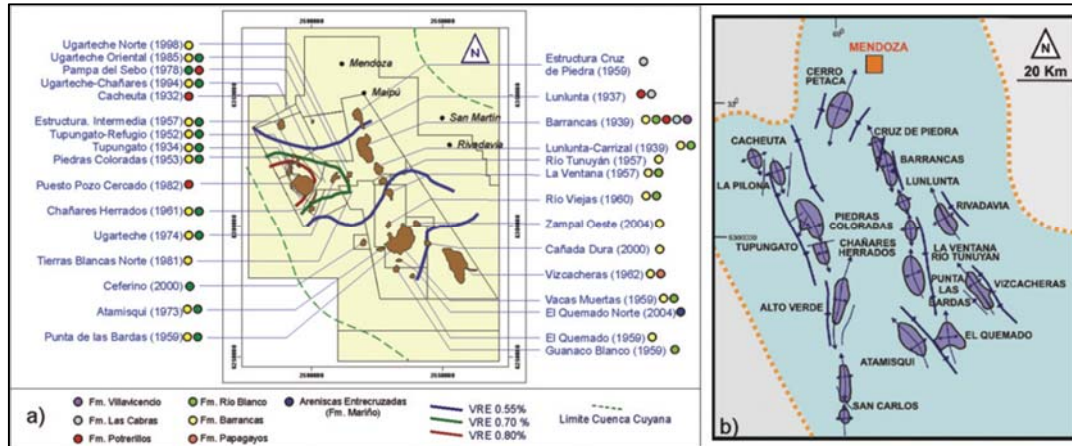 Ugarteche Norte (1998)
Ugarteche Oriental (1985)
Pampa del Sebo (1978)
Ugarteche-Chañares (1994)
Cacheuta (1932)
Estructura. Intermedia (1957)
Tupungato-Refugio (1952)
Tupungato (1934)
Piedras Coloradas (1953)
Puesto Pozo Cercado (1982)
Chañares Herrados (1961)
Ugarteche (1974)
Tierras Blancas Norte (1981)
Ceferino (2000)
Atamisqui (1973)
Punta de las Bardas (1959)
N
Mendoza
Maipú
San Martín
Rivadavia
2500000
2550000
Estructura Cruz
de Piedra (1959)
Lunlunta (1937)
Barrancas (1939)
Lunlunta-Carrizal (1939)
Río Tunuyán (1957)
La Ventana (1957)
Río Viejas (1960)
Zampal Oeste (2004)
Cañada Dura (2000)
Vizcacheras (1962)
Vacas Muertas (1959)
El Quemado Norte (2004)
El Quemado (1959)
Guanaco Blanco (1959)
a)
Fm. Villavicencio
Fm. Las Cabras
Fm. Potrerillos
Fm. Río Blanco
Fm. Barrancas
Fm. Papagayos
Areniscas Entrecruzadas
(Fm. Mariño)
VRE 0.55%
VRE 0.70 %
VRE 0.80%
Limite Cuenca Cuyana
b)
N
20 Km
MENDOZA
CERRO
PETACA
CACHEUTA
LA PILONA
CRUZ DE PIEDRA
BARRANCAS
LUNLUNTA
RIVADAVIA
PIEDRAS
COLORADAS
TUPUNGATO
CHAÑARES
HERRADOS
LA VENTANA
RIO TUNUYAN
PUNTA
LAS
BARDAS
VIZCACHERAS
ALTO VERDE
EL QUEMADO
ATAMISQUI
SAN CARLOS